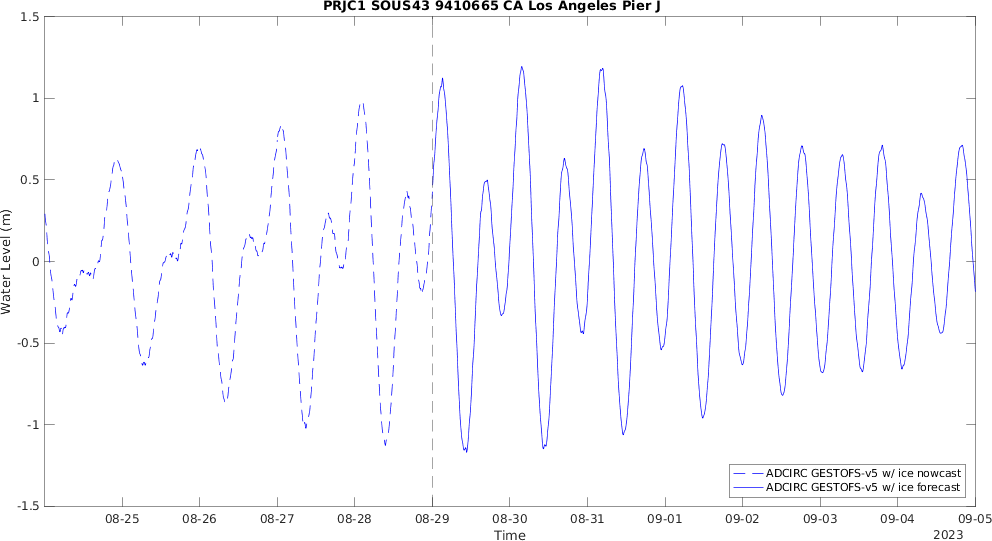 PRJC1 SOUS43 9410665 CA Los Angeles Pier J
1.5
1
0.5
0
-0.5
-1
-1.5
Water Level (m)
ADCIRC GESTOFS-v5 w/ ice nowcast
ADCIRC GESTOFS-v5 w/ ice forecast
08-25 08-26 08-27 08-28 08-29 08-30 08-31 09-01 09-02 09-03 09-04 09-05
Time
2023